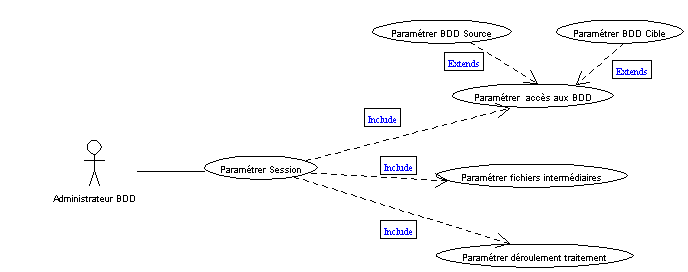 Paramétrer BDD Source
Paramétrer BDD Cible
Extends
Extends
Paramétrer accès aux BDD
Include
Paramétrer Session
Include
Paramétrer fichiers intermédiaires
Administrateur BDD
Include
Paramétrer déroulement traitement